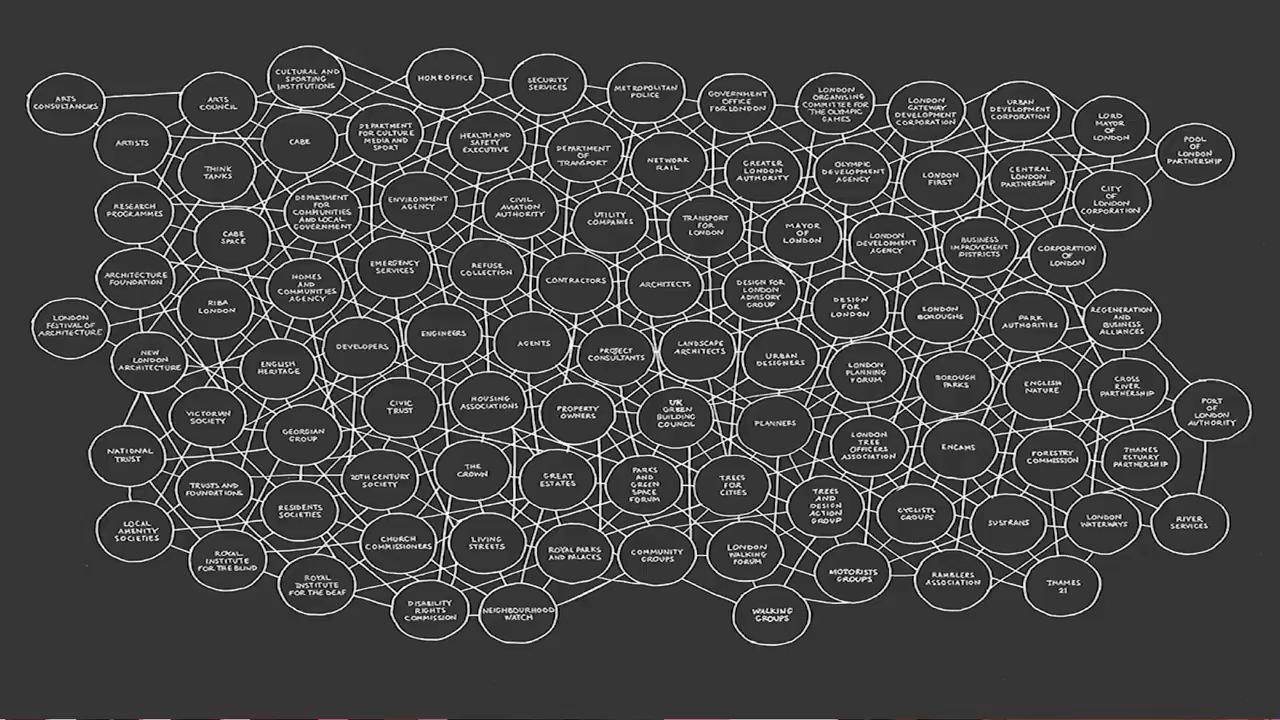 ARTS
CONSULTANCIES
ARTS
COUNCIL
CULTURAL AND
SPORTING
INSTITUTIONS
HOME OFFICE
SECURITY
SERVICES
METROPOLITAN
POLICE
GOVERNMENT
OFFICE
FOR LONDON
LONDON
ORGANISING
COMMITTEE FOR
THE OLYMPIC
GAMES
LONDON
GATEWAY
DEVELOPMENT
CORPORATION
URBAN
DEVELOPMENT
CORPORATION
LORD
MAYOR
OF
LONDON
POOL
OF
LONDON
PARTNERSHIP
ARTISTS
THINK
TANKS
CABE
DEPARTMENT
FOR CULTURE
MEDIA AND
SPORT
HEALTH AND
SAFETY
EXECUTIVE
DEPARTMENT
OF
TRANSPORT
NETWORK
RAIL
GREATER
LONDON
AUTHORITY
OLYMPIC
DEVELOPMENT
AGENCY
LONDON
FIRST
CENTRAL
LONDON
PARTNERSHIP
CITY
OF
LONDON
CORPORATION
RESEARCH
PROGRAMMES
CABE
SPACE
DEPARTMENT
FOR
COMMUNITIES
AND LOCAL
GOVERNMENT
ENVIRONMENT
AGENCY
CIVIL
AVIATION
AUTHORITY
UTILITY
COMPANIES
TRANSPORT
FOR
LONDON
MAYOR
OF
LONDON
LONDON
DEVELOPMENT
AGENCY
BUSINESS
IMPROVEMENT
DISTRICTS
CORPORATION
OF
LONDON
ARCHITECTURE
FOUNDATION
RIBA
LONDON
HOMES
AND
COMMUNITIES
AGENCY
EMERGENCY
SERVICES
REFUSE
COLLECTION
CONTRACTORS
ARCHITECTS
DESIGN FOR
LONDON
ADVISORY
GROUP
DESIGN
FOR
LONDON
LONDON
BOROUGHS
PARK
AUTHORITIES
REGENERATION
AND
BUSINESS
ALLIANCES
LONDON
FESTIVAL OF
ARCHITECTURE
NEW
LONDON
ARCHITECTURE
ENGLISH
HERITAGE
DEVELOPERS
ENGINEERS
AGENTS
PROJECT
CONSULTANTS
LANDSCAPE
ARCHITECTS
URBAN
DESIGNERS
LONDON
PLANNING
FORUM
BOROUGH
PARKS
ENGLISH
NATURE
CROSS
RIVER
PARTNERSHIP
PORT
OF
LONDON
AUTHORITY
VICTORIAN
SOCIETY
GEORGIAN
GROUP
CIVIC
TRUST
HOUSING
ASSOCIATIONS
PROPERTY
OWNERS
UK
GREEN
BUILDING
COUNCIL
PLANNERS
LONDON
TREE
OFFICERS
ASSOCIATION
ENCAMS
FORESTRY
COMMISSION
THAMES
ESTUARY
PARTNERSHIP
NATIONAL
TRUST
TRUSTS AND
FOUNDATIONS
RESIDENTS
SOCIETIES
20TH CENTURY
SOCIETY
THE
CROWN
GREAT
ESTATES
PARKS
AND
GREEN
SPACE
FORUM
TREES
FOR
CITIES
TREES
AND
DESIGN
ACTION
GROUP
CYCLISTS
GROUPS
SUSTRANS
LONDON
WATERWAYS
RIVER
SERVICES
LOCAL
AMENITY
SOCIETIES
ROYAL
INSTITUTE
FOR THE BLIND
ROYAL
INSTITUTE
FOR THE DEAF
CHURCH
COMMISSIONERS
LIVING
STREETS
ROYAL PARKS
AND PALACES
COMMUNITY
GROUPS
LONDON
WALKING
FORUM
MOTORISTS
GROUPS
RAMBLERS
ASSOCIATION
THAMES
21
DISABILITY
RIGHTS
COMMISSION
NEIGHBOURHOOD
WATCH
WALKING
GROUPS